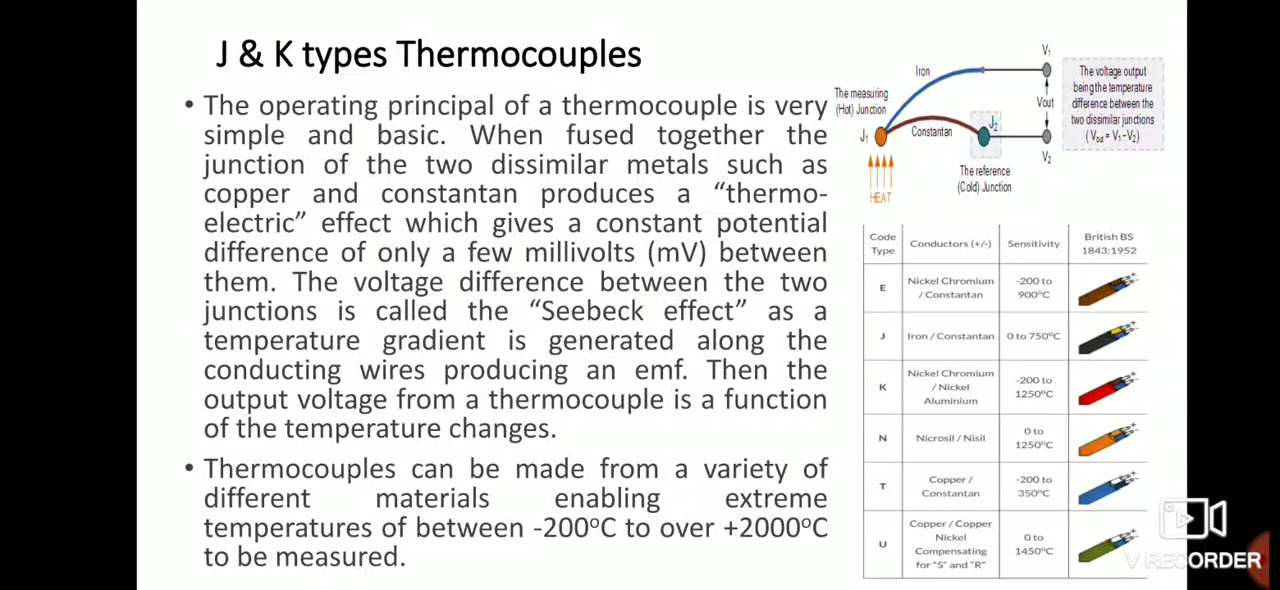 J & K types Thermocouples
• The operating principal of a thermocouple is very
simple and basic. When fused together the
junction of the two dissimilar metals such as
copper and constantan produces a “thermo-
electric” effect which gives a constant potential
difference of only a few millivolts (mV) between
them. The voltage difference between the two
junctions is called the “Seebeck effect” as a
temperature gradient is generated along the
conducting wires producing an emf. Then the
output voltage from a thermocouple is a function
of the temperature changes.
• Thermocouples can be made from a variety of
different materials enabling extreme
temperatures of between -200°C to over +2000°C
to be measured.
V₁
Iron
The measuring
(Hot) Junction
Vout
J₁
Constantan
J₂
V₂
The reference
(Cold) Junction
HEAT
The voltage output
being the temperature
difference between the
two dissimilar junctions
( Vout = V₁-V₂)
Code
Type
Conductors (+/-)
Sensitivity
British BS
1843:1952
E
Nickel Chromium
/ Constantan
-200 to
900°C
J
Iron / Constantan
0 to 750°C
K
Nickel Chromium
/ Nickel
Aluminium
-200 to
1250°C
N
Nicrosil / Nisil
0 to
1250°C
T
Copper /
Constantan
-200 to
350°C
U
Copper / Copper
Nickel
Compensating
for "S" and "R"
0 to
1450°C
V RECORDER